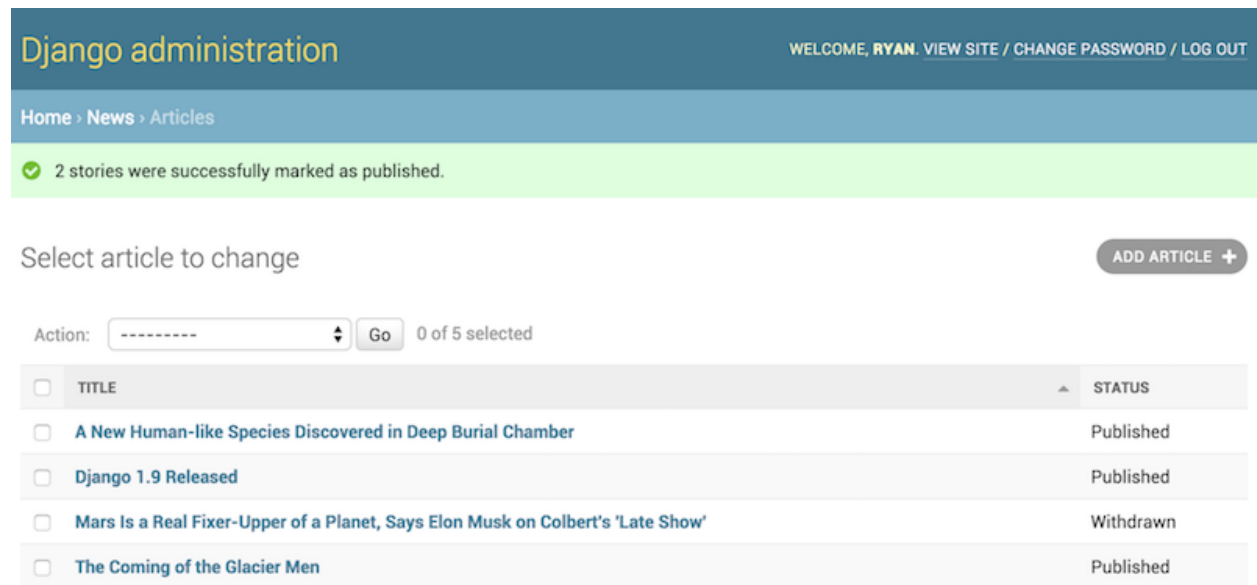 Django administration
WELCOME, RYAN. VIEW SITE / CHANGE PASSWORD / LOG OUT
Home › News › Articles
2 stories were successfully marked as published.
Select article to change
ADD ARTICLE +
Action: --------- Go 0 of 5 selected
TITLE STATUS
A New Human-like Species Discovered in Deep Burial Chamber Published
Django 1.9 Released Published
Mars Is a Real Fixer-Upper of a Planet, Says Elon Musk on Colbert's 'Late Show' Withdrawn
The Coming of the Glacier Men Published